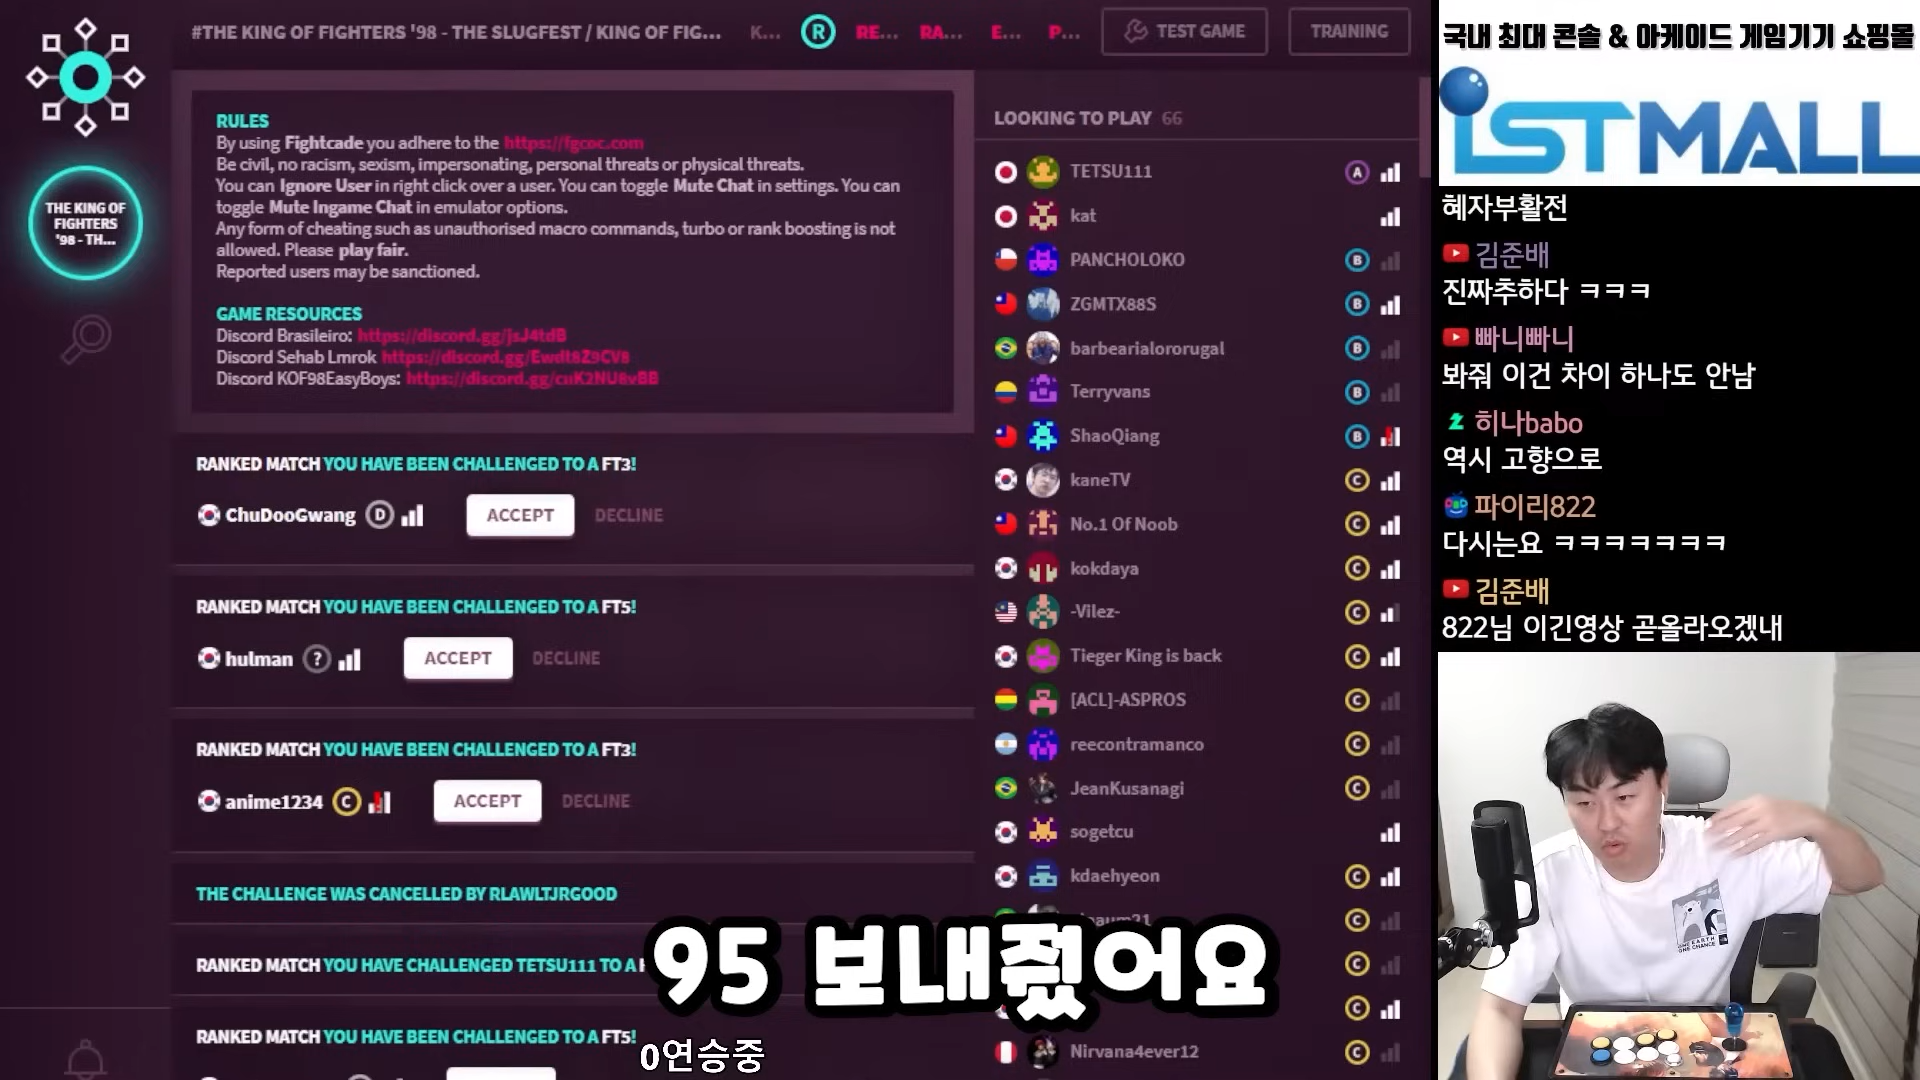 #THE KING OF FIGHTERS '98 - THE SLUGFEST / KING OF FIG...
K...
R
RE...
RA...
E...
P...
TEST GAME
TRAINING
THE KING OF
FIGHTERS
'98 - TH...
RULES
By using Fightcade you adhere to the https://fgcoc.com
Be civil, no racism, sexism, impersonating, personal threats or physical threats.
You can Ignore User in right click over a user. You can toggle Mute Chat in settings. You can
toggle Mute Ingame Chat in emulator options.
Any form of cheating such as unauthorised macro commands, turbo or rank boosting is not
allowed. Please play fair.
Reported users may be sanctioned.
GAME RESOURCES
Discord Brasileiro: https://discord.gg/jsJ4tdB
Discord Sehab Lmrok https://discord.gg/Ewdt8Z9CV8
Discord KOF98EasyBoys: https://discord.gg/cuK2NU8vBB
RANKED MATCH YOU HAVE BEEN CHALLENGED TO A FT3!
ChuDooGwang D ACCEPT DECLINE
RANKED MATCH YOU HAVE BEEN CHALLENGED TO A FT5!
hulman ? ACCEPT DECLINE
RANKED MATCH YOU HAVE BEEN CHALLENGED TO A FT3!
anime1234 C ACCEPT DECLINE
THE CHALLENGE WAS CANCELLED BY RLAWLTJRGOOD
RANKED MATCH YOU HAVE CHALLENGED TETSU111 TO A
RANKED MATCH YOU HAVE BEEN CHALLENGED TO A FT5!
LOOKING TO PLAY 66
TETSU111 A
kat
PANCHOLOKO B
ZGMTX88S B
barbearialororugal B
Terryvans B
ShaoQiang B
kaneTV C
No.1 Of Noob C
kokdaya C
-Vilez- C
Tieger King is back C
[ACL]-ASPROS C
reecontramanco C
JeanKusanagi C
sogetcu
kdaehyeon C
C
C
C
Nirvana4ever12 C
95 보내줬어요
0연승중
국내 최대 콘솔 & 아케이드 게임기기 쇼핑몰
iSTMALL
혜자부활전
김준배
진짜추하다 ㅋㅋㅋ
빠니빠니
봐줘 이건 차이 하나도 안남
히나babo
역시 고향으로
파이리822
다시는요 ㅋㅋㅋㅋㅋㅋㅋ
김준배
822님 이긴영상 곧올라오겠내